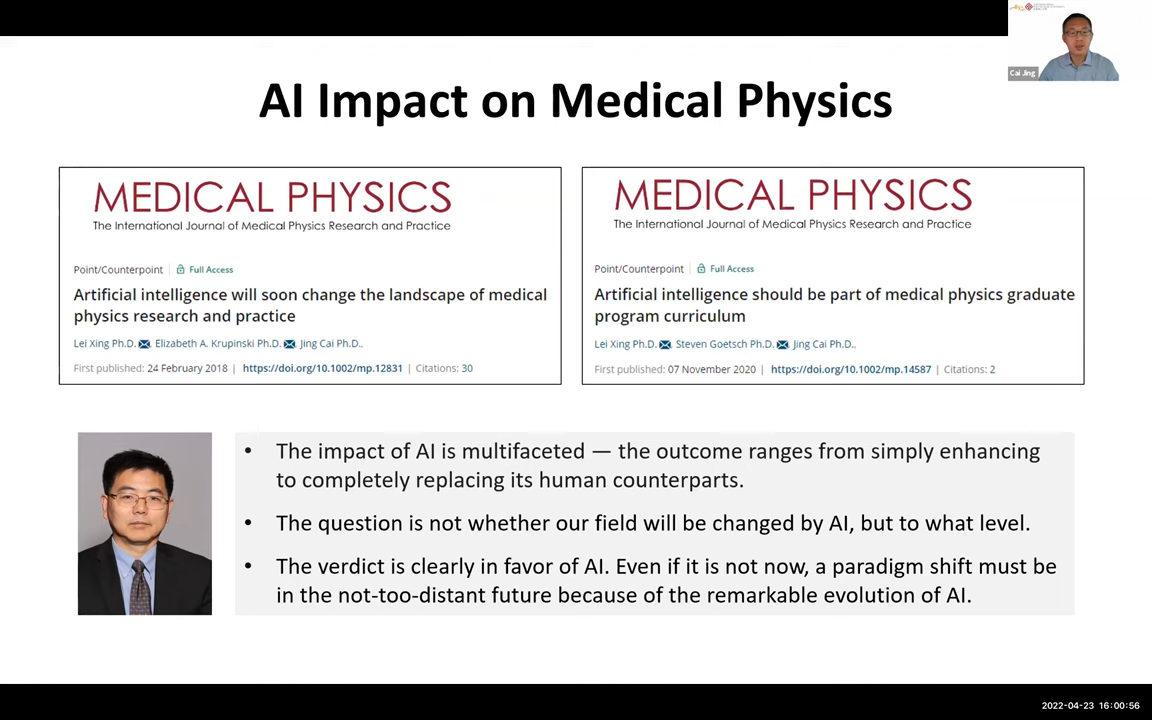 Cai Jing
AI Impact on Medical Physics
MEDICAL PHYSICS
The International Journal of Medical Physics Research and Practice
Point/Counterpoint | Full Access
Artificial intelligence will soon change the landscape of medical
physics research and practice
Lei Xing Ph.D. Elizabeth A. Krupinski Ph.D. Jing Cai Ph.D.,
First published: 24 February 2018 | https://doi.org/10.1002/mp.12831 | Citations: 30
MEDICAL PHYSICS
The International Journal of Medical Physics Research and Practice
Point/Counterpoint | Full Access
Artificial intelligence should be part of medical physics graduate
program curriculum
Lei Xing Ph.D. Steven Goetsch Ph.D. Jing Cai Ph.D.,
First published: 07 November 2020 | https://doi.org/10.1002/mp.14587 | Citations: 2
• The impact of AI is multifaceted — the outcome ranges from simply enhancing
to completely replacing its human counterparts.
• The question is not whether our field will be changed by AI, but to what level.
• The verdict is clearly in favor of AI. Even if it is not now, a paradigm shift must be
in the not-too-distant future because of the remarkable evolution of AI.
2022-04-23 16:00:56